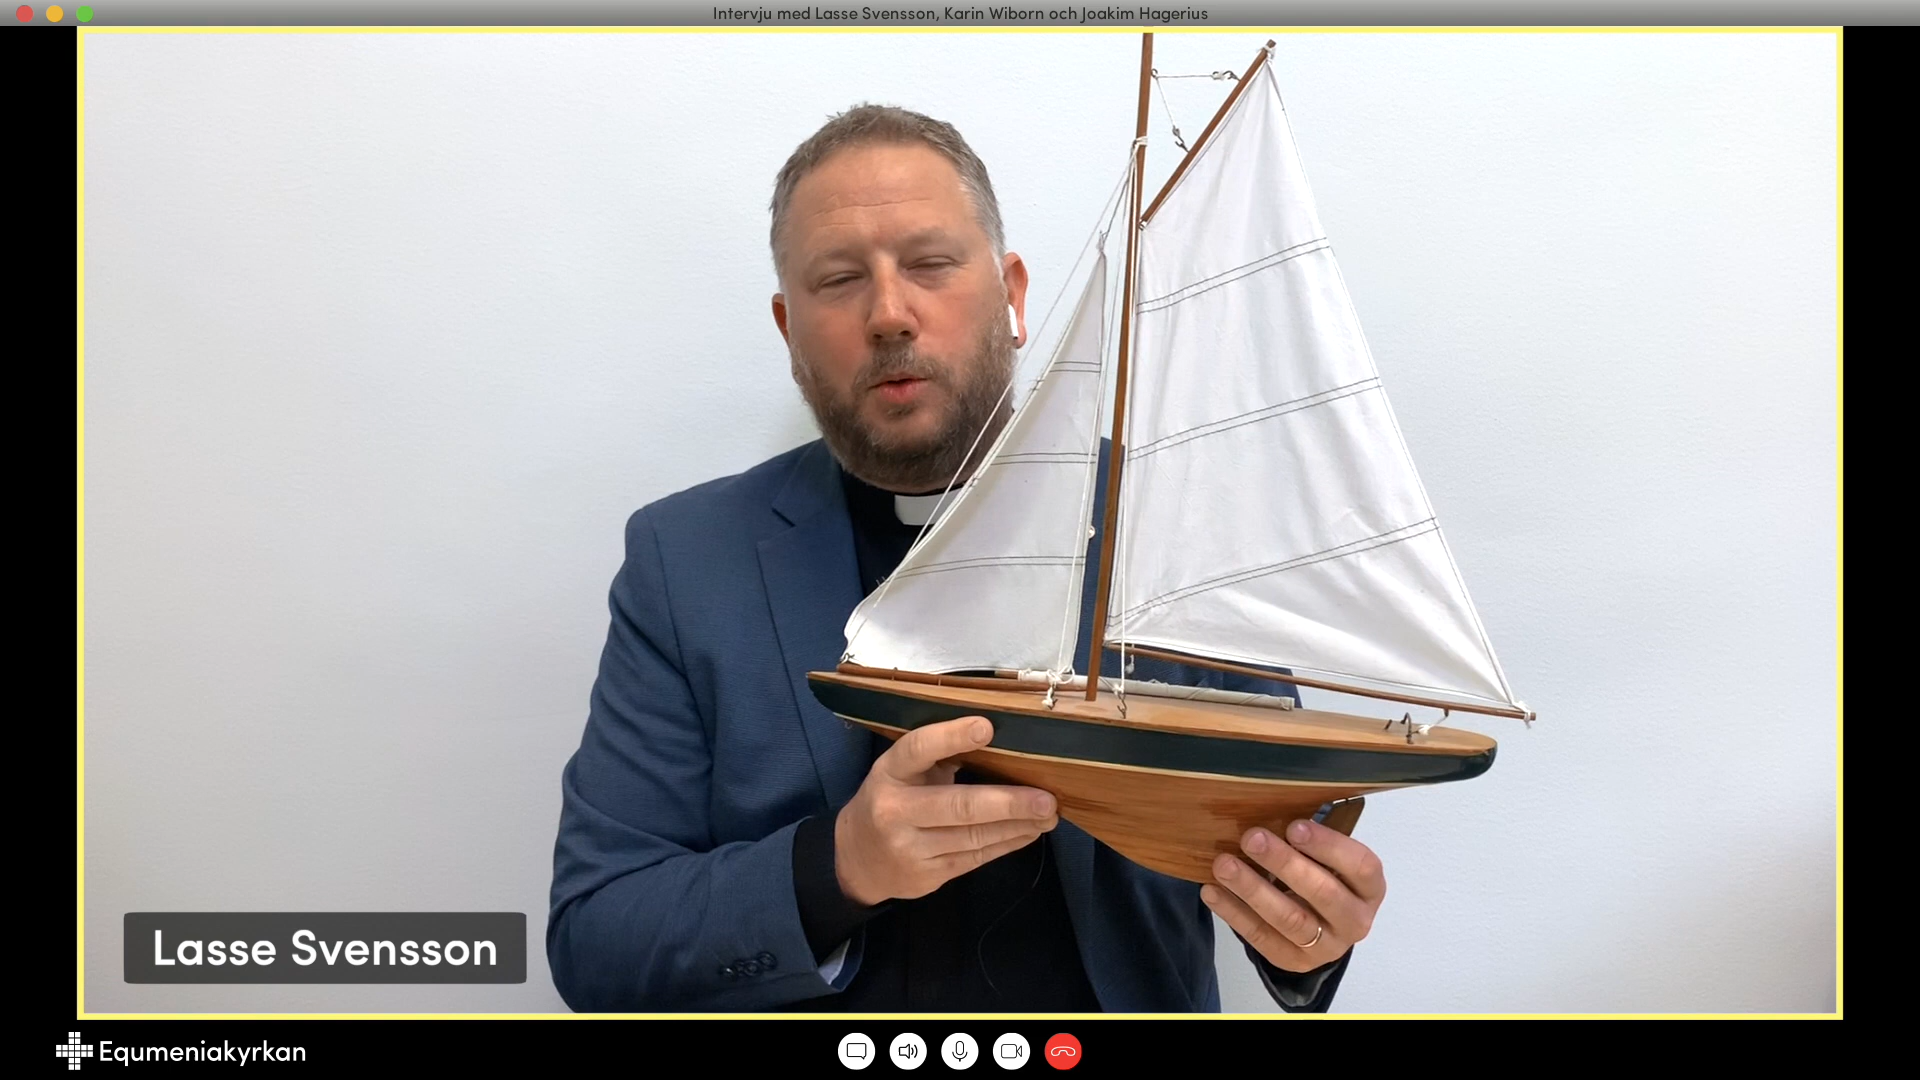 Intervju med Lasse Svensson, Karin Wiborn och Joakim Hagerius
Lasse Svensson
Equmeniakyrkan